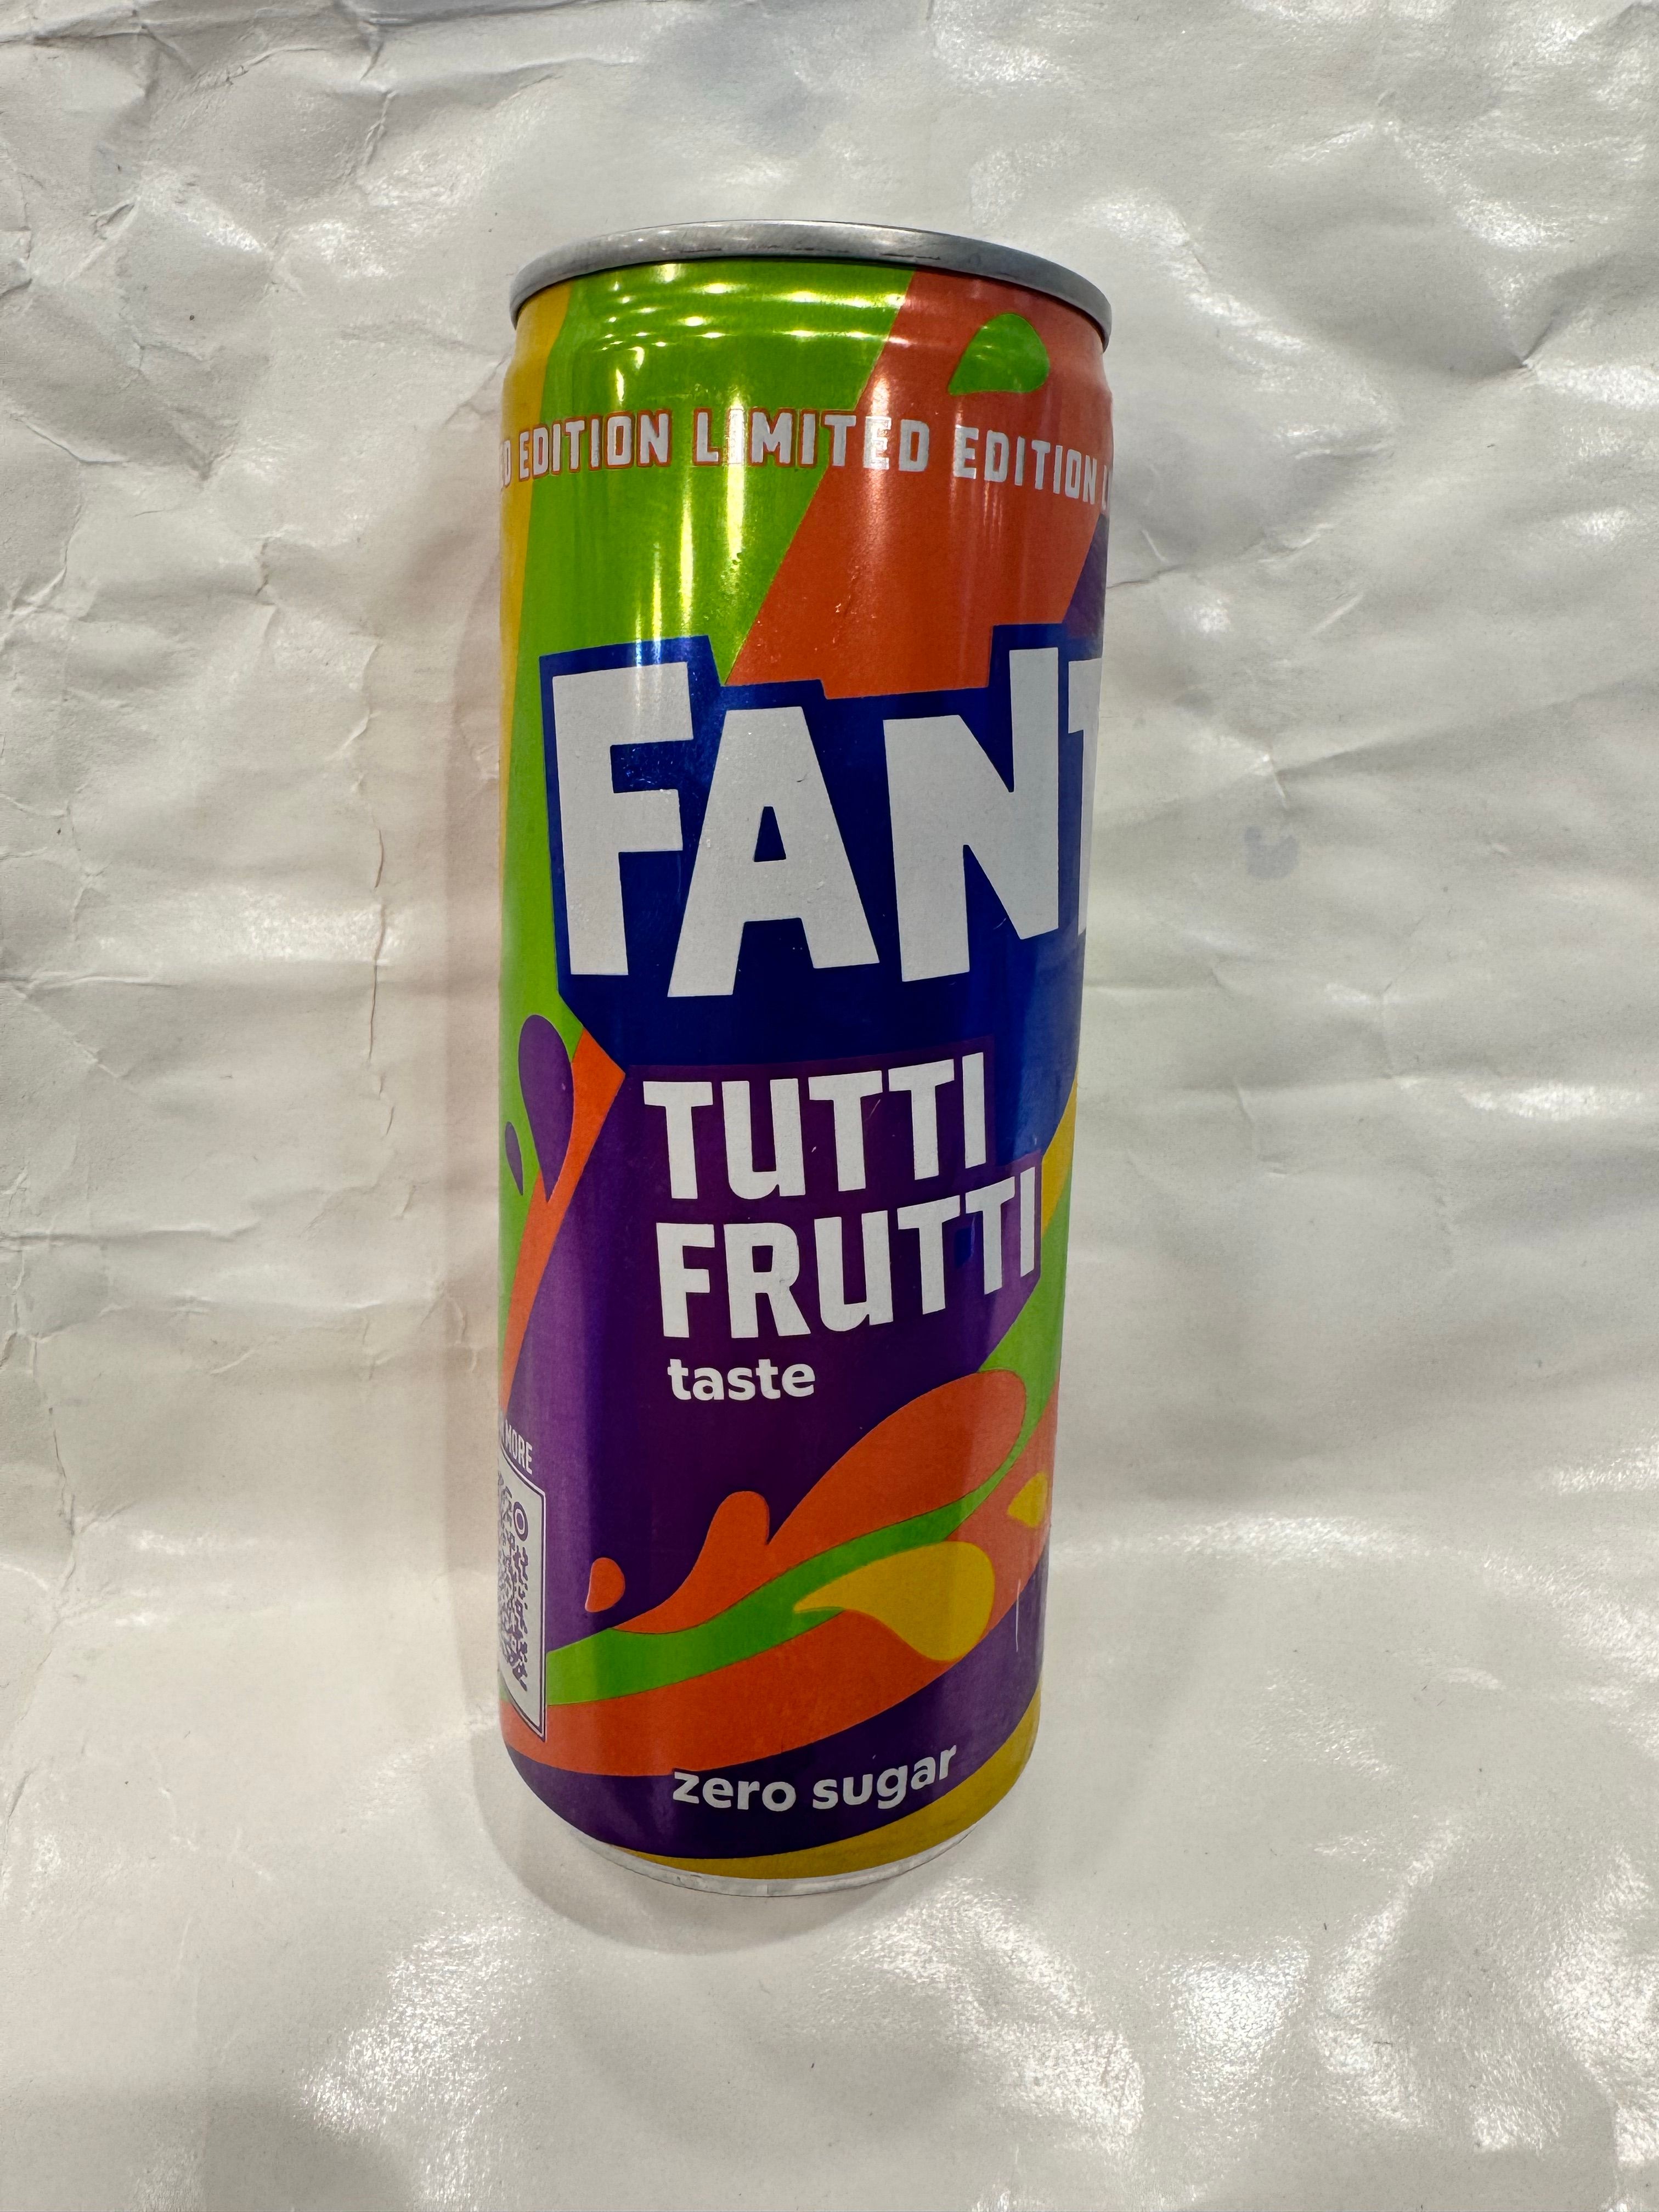 D EDITION LIMITED EDITION L
FANT
TUTTI
FRUTTI
taste
MORE
zero sugar